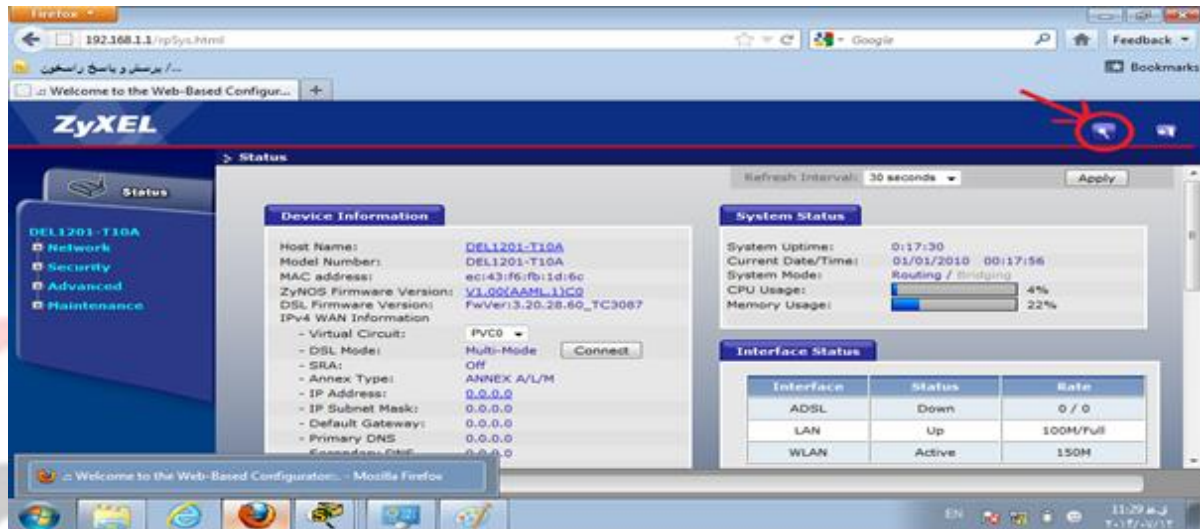 Firefox
192.168.1.1/rpSys.html
Google
Feedback
پرسش و پاسخ راسخون /...
Bookmarks
.:: Welcome to the Web-Based Configur...
ZyXEL
> Status
Status
Refresh Interval: 30 seconds
Apply
DEL1201-T10A
Network
Security
Advanced
Maintenance
Device Information
Host Name: DEL1201-T10A
Model Number: DEL1201-T10A
MAC address: ec:43:f6:fb:1d:6c
ZyNOS Firmware Version: V1.00(AAML.1)C0
DSL Firmware Version: FwVer:3.20.28.60_TC3087
IPv4 WAN Information
- Virtual Circuit: PVC0
- DSL Mode: Multi-Mode Connect
- SRA: Off
- Annex Type: ANNEX A/L/M
- IP Address: 0.0.0.0
- IP Subnet Mask: 0.0.0.0
- Default Gateway: 0.0.0.0
- Primary DNS 0.0.0.0
Secondary DNS 0.0.0.0
System Status
System Uptime: 0:17:30
Current Date/Time: 01/01/2010 00:17:56
System Mode: Routing / Bridging
CPU Usage: 4%
Memory Usage: 22%
Interface Status
Interface Status Rate
ADSL Down 0 / 0
LAN Up 100M/Full
WLAN Active 150M
.:: Welcome to the Web-Based Configurator::. - Mozilla Firefox
EN
11:29